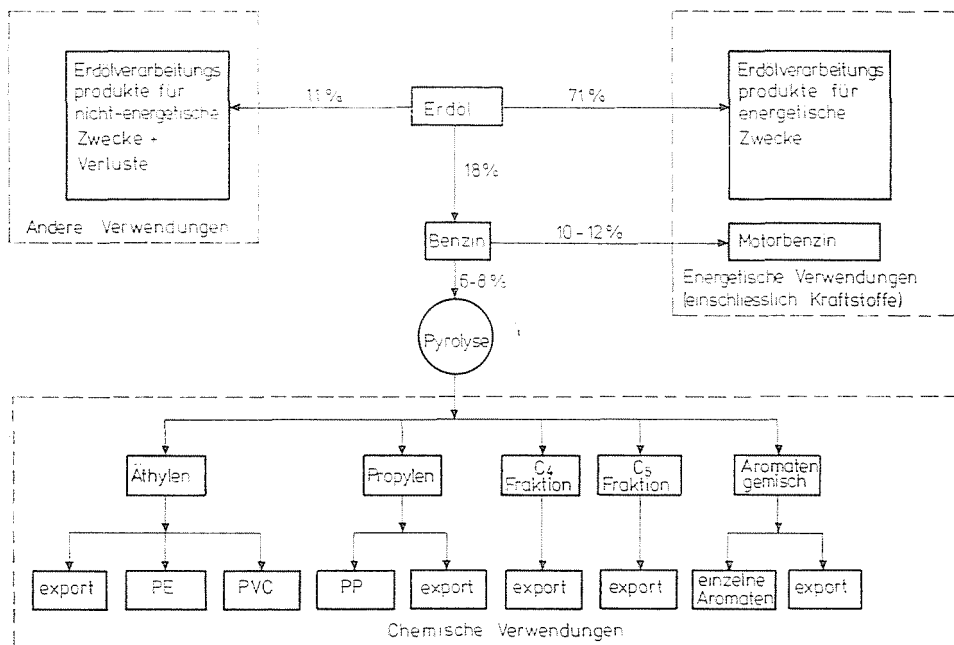 Erdölverarbeitungs
produkte für
nicht-energetische
Zwecke +
Verluste
Andere Verwendungen
11%
Erdöl
71%
Erdölverarbeitungs
produkte für
energetische
Zwecke
18%
Benzin
10-12%
Motorbenzin
Energetische Verwendungen
(einschliesslich Kraftstoffe)
6-8%
Pyrolyse
Äthylen
Propylen
C4
Fraktion
C5
Fraktion
Aromaten
gemisch
export
PE
PVC
PP
export
export
export
einzelne
Aromaten
export
Chemische Verwendungen